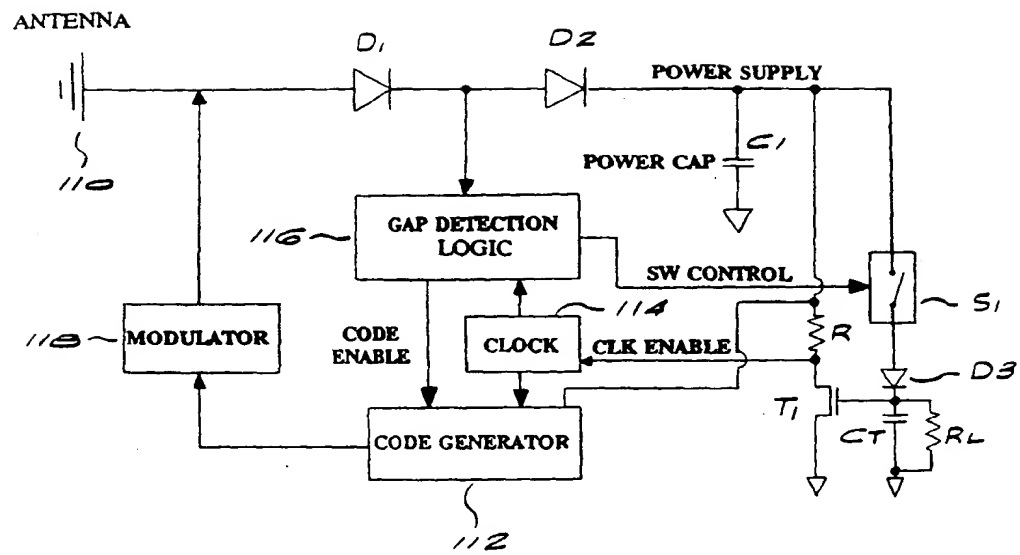 ANTENNA
D1
D2
POWER SUPPLY
110
C1
POWER CAP
116
GAP DETECTION
LOGIC
SW CONTROL
S1
114
118
MODULATOR
CODE
ENABLE
CLOCK
CLK ENABLE
R
D3
T1
CT
RL
CODE GENERATOR
112